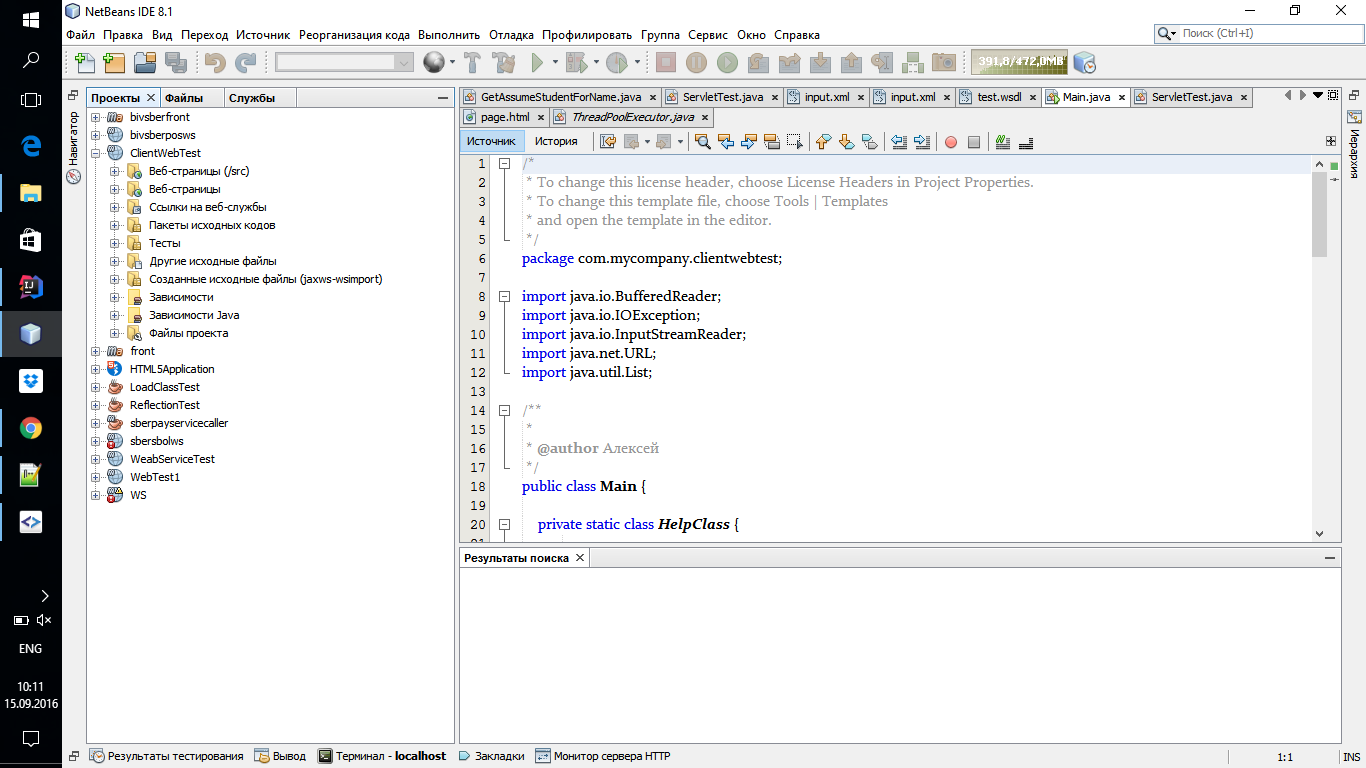 NetBeans IDE 8.1
Файл Правка Вид Переход Источник Реорганизация кода Выполнить Отладка Профилировать Группа Сервис Окно Справка
Поиск (Ctrl+I)
391,8/472,0MB
Проекты Файлы Службы
Навигатор
bivsberfront
bivsberposws
ClientWebTest
Веб-страницы (/src)
Веб-страницы
Ссылки на веб-службы
Пакеты исходных кодов
Тесты
Другие исходные файлы
Созданные исходные файлы (jaxws-wsimport)
Зависимости
Зависимости Java
Файлы проекта
front
HTML5Application
LoadClassTest
ReflectionTest
sberpayservicecaller
sbersbolws
WeabServiceTest
WebTest1
WS
GetAssumeStudentForName.java ServletTest.java input.xml input.xml test.wsdl Main.java ServletTest.java
page.html ThreadPoolExecutor.java
Источник История
Иерархия
1 /*
2 * To change this license header, choose License Headers in Project Properties.
3 * To change this template file, choose Tools | Templates
4 * and open the template in the editor.
5 */
6 package com.mycompany.clientwebtest;
7
8 import java.io.BufferedReader;
9 import java.io.IOException;
10 import java.io.InputStreamReader;
11 import java.net.URL;
12 import java.util.List;
13
14 /**
15 *
16 * @author Алексей
17 */
18 public class Main {
19
20 private static class HelpClass {
21
Результаты поиска
Результаты тестирования Вывод Терминал - localhost Закладки Монитор сервера HTTP
1:1 INS
ENG
10:11
15.09.2016